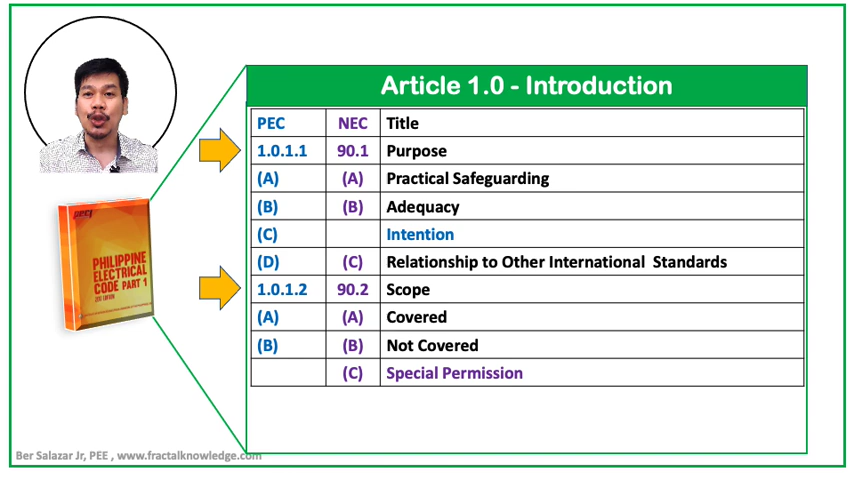 Article 1.0 - Introduction
PEC NEC Title
1.0.1.1 90.1 Purpose
(A) (A) Practical Safeguarding
(B) (B) Adequacy
(C) Intention
(D) (C) Relationship to Other International Standards
1.0.1.2 90.2 Scope
(A) (A) Covered
(B) (B) Not Covered
(C) Special Permission
PHILIPPINE
ELECTRICAL
CODE PART 1
Ber Salazar Jr, PEE , www.fractalknowledge.com